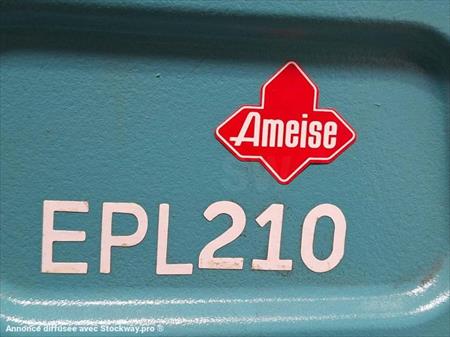 Ameise
EPL210
Annonce diffusée avec Stockway.pro ®